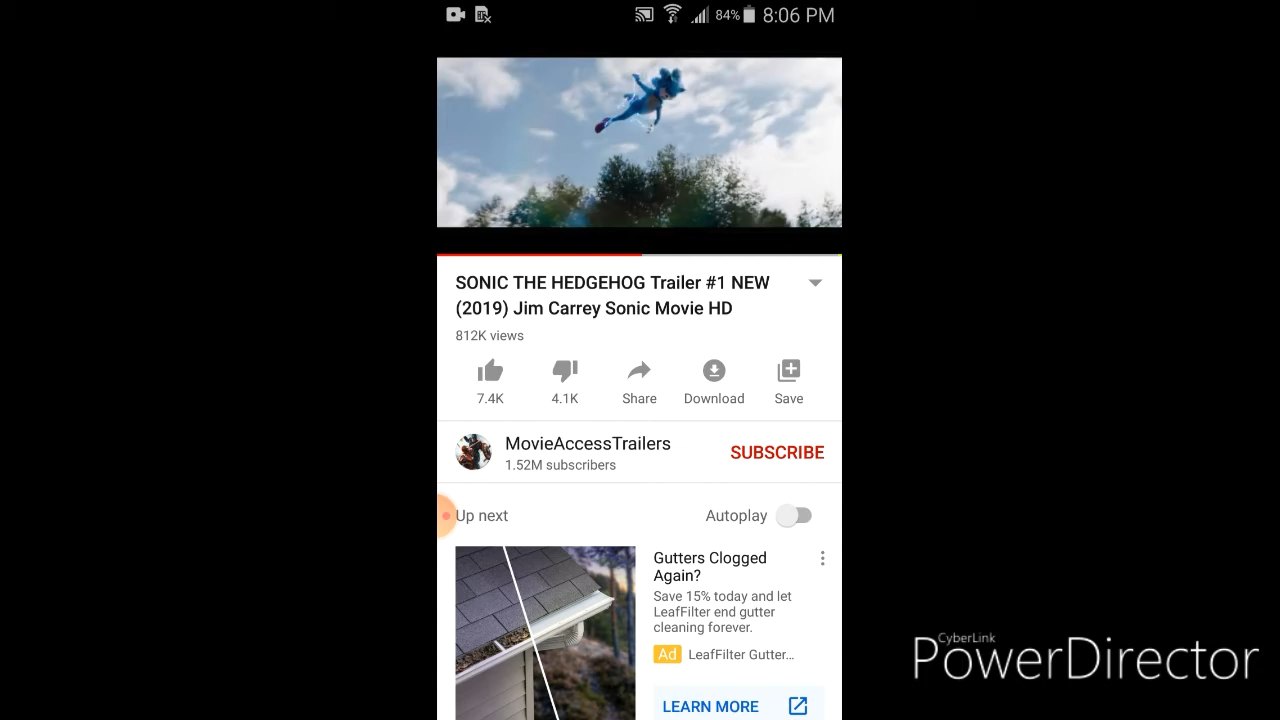 84% 8:06 PM
SONIC THE HEDGEHOG Trailer #1 NEW
(2019) Jim Carrey Sonic Movie HD
812K views
7.4K 4.1K Share Download Save
MovieAccessTrailers
1.52M subscribers
SUBSCRIBE
Up next Autoplay
Gutters Clogged
Again?
Save 15% today and let
LeafFilter end gutter
cleaning forever.
Ad LeafFilter Gutter...
LEARN MORE
CyberLink
PowerDirector